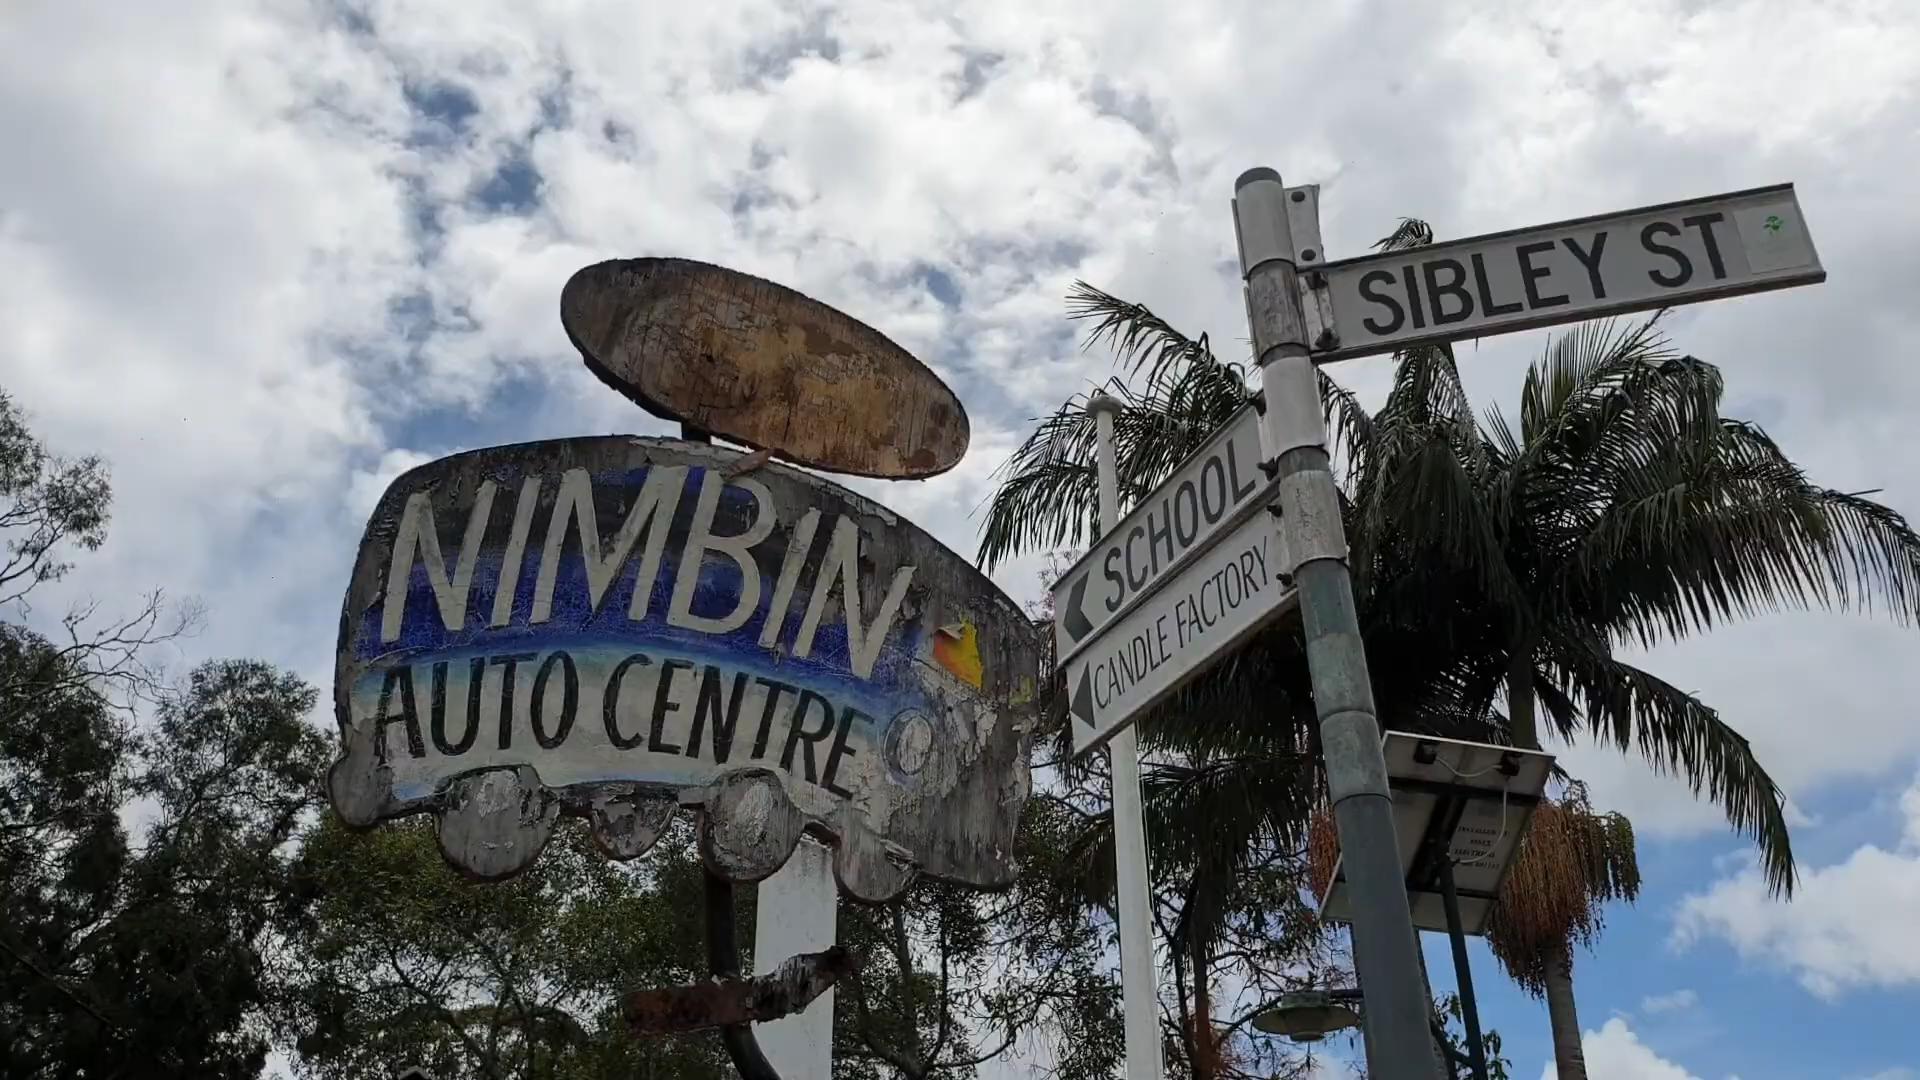 NIMBIN
AUTO CENTRE
SIBLEY ST
SCHOOL
CANDLE FACTORY